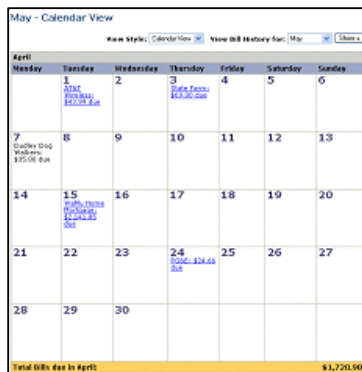 May - Calendar View
View Style: Calendar View View Bill History for: May Show
April
Monday Tuesday Wednesday Thursday Friday Saturday Sunday
1 2 3 4 5 6
AT&T Wireless: $43.99 due
State Farm: $60.00 due
7 8 9 10 11 12 13
Dudley Dog Walkers: $35.00 due
14 15 16 17 18 19 20
WaMu Home Mortgage: due
21 22 23 24 25 26 27
PG&E: $24.66 due
28 29 30
Total Bills due in April: $1,720.90